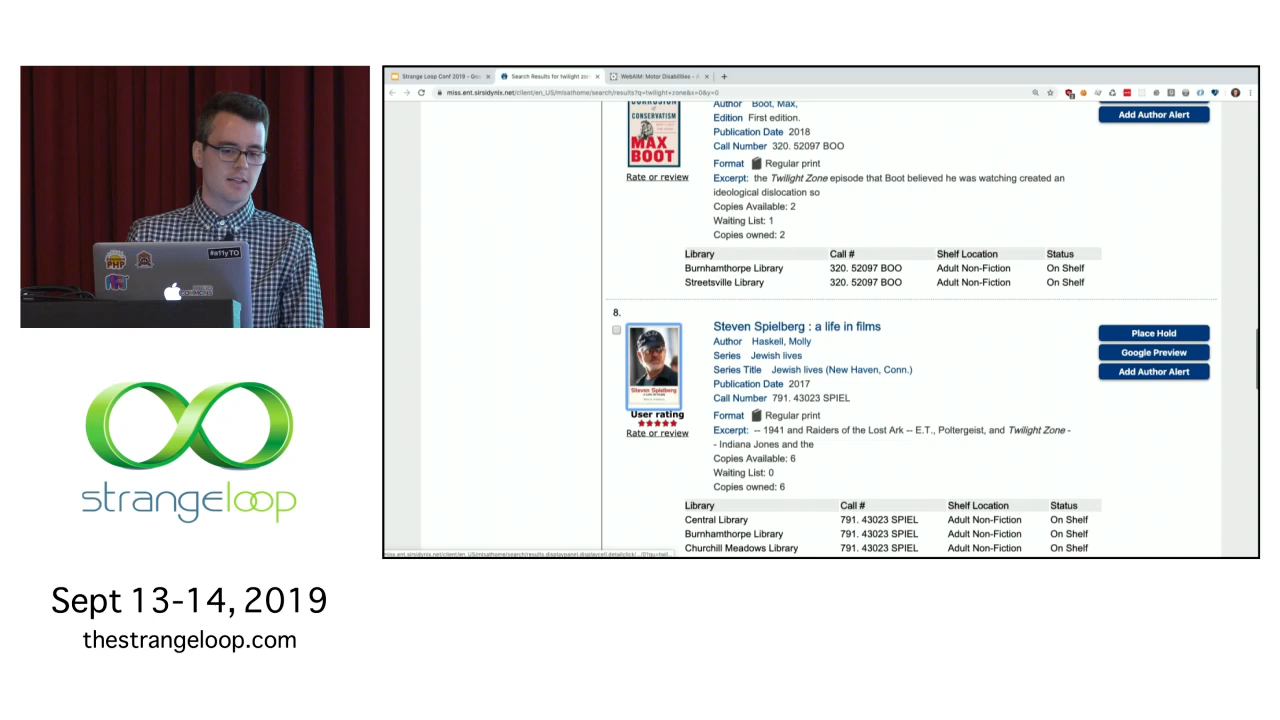 #a11yTO
PHP
strangeloop
Sept 13-14, 2019
thestrangeloop.com
Strange Loop Conf 2019 - Goo
Search Results for twilight zon
WebAIM: Motor Disabilities - A
miss.ent.sirsidynix.net/client/en_US/mlsathome/search/results?q=twilight+zone&x=0&y=0
CORROSION OF
CONSERVATISM
MAX
BOOT
Rate or review
Author Boot, Max,
Edition First edition.
Publication Date 2018
Call Number 320. 52097 BOO
Format Regular print
Excerpt: the Twilight Zone episode that Boot believed he was watching created an
ideological dislocation so
Copies Available: 2
Waiting List: 1
Copies owned: 2
Add Author Alert
Library Call # Shelf Location Status
Burnhamthorpe Library 320. 52097 BOO Adult Non-Fiction On Shelf
Streetsville Library 320. 52097 BOO Adult Non-Fiction On Shelf
8.
Steven Spielberg
User rating
Rate or review
Steven Spielberg : a life in films
Author Haskell, Molly
Series Jewish lives
Series Title Jewish lives (New Haven, Conn.)
Publication Date 2017
Call Number 791. 43023 SPIEL
Format Regular print
Excerpt: -- 1941 and Raiders of the Lost Ark -- E.T., Poltergeist, and Twilight Zone -
- Indiana Jones and the
Copies Available: 6
Waiting List: 0
Copies owned: 6
Place Hold
Google Preview
Add Author Alert
Library Call # Shelf Location Status
Central Library 791. 43023 SPIEL Adult Non-Fiction On Shelf
Burnhamthorpe Library 791. 43023 SPIEL Adult Non-Fiction On Shelf
Churchill Meadows Library 791. 43023 SPIEL Adult Non-Fiction On Shelf